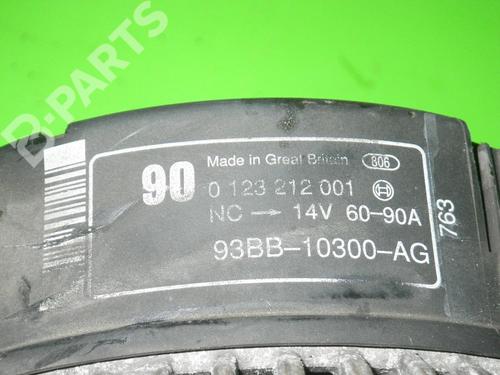 B-PARTS
90 Made in Great Britain 806
0 123 212 001
NC → 14V 60-90A
93BB-10300-AG
763